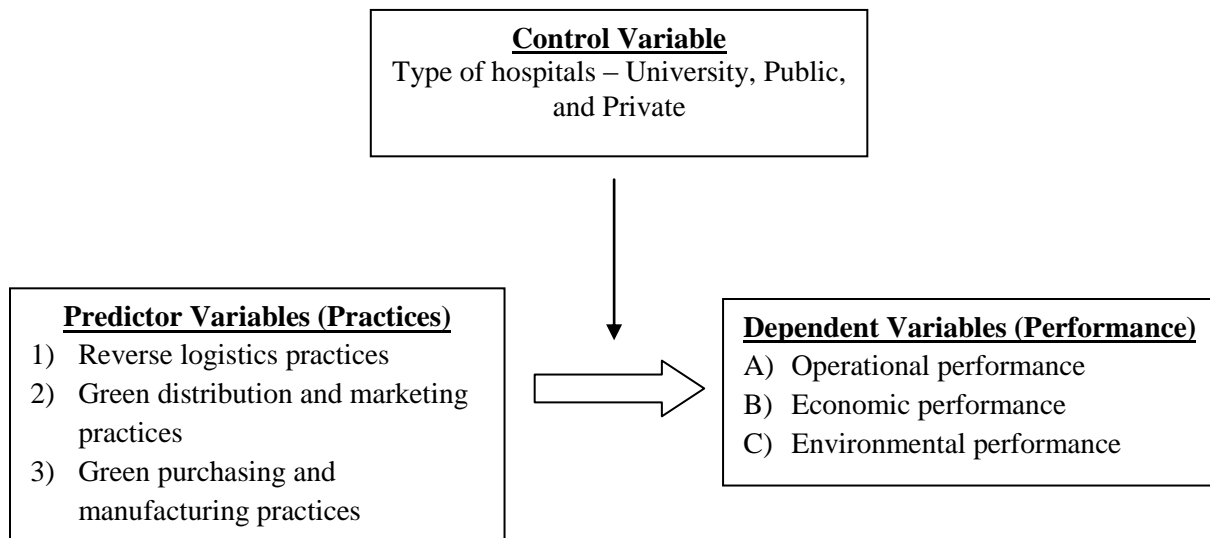 Control Variable
Type of hospitals – University, Public,
and Private
Predictor Variables (Practices)
1) Reverse logistics practices
2) Green distribution and marketing
practices
3) Green purchasing and
manufacturing practices
Dependent Variables (Performance)
A) Operational performance
B) Economic performance
C) Environmental performance